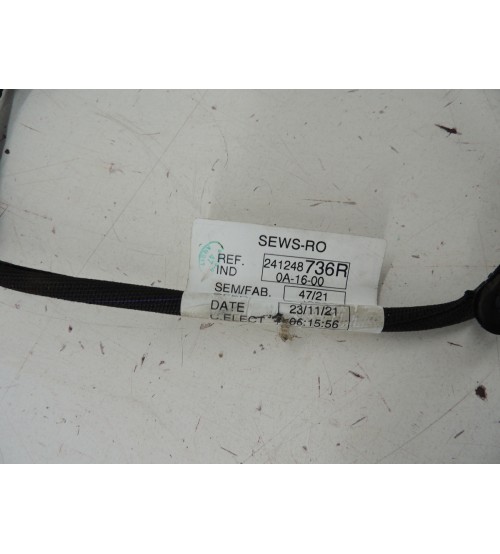 SEWS-RO
REF. 241248736R
IND 0A-16-00
SEM/FAB. 47/21
DATE 23/11/21
C.ELECT 06:15:56